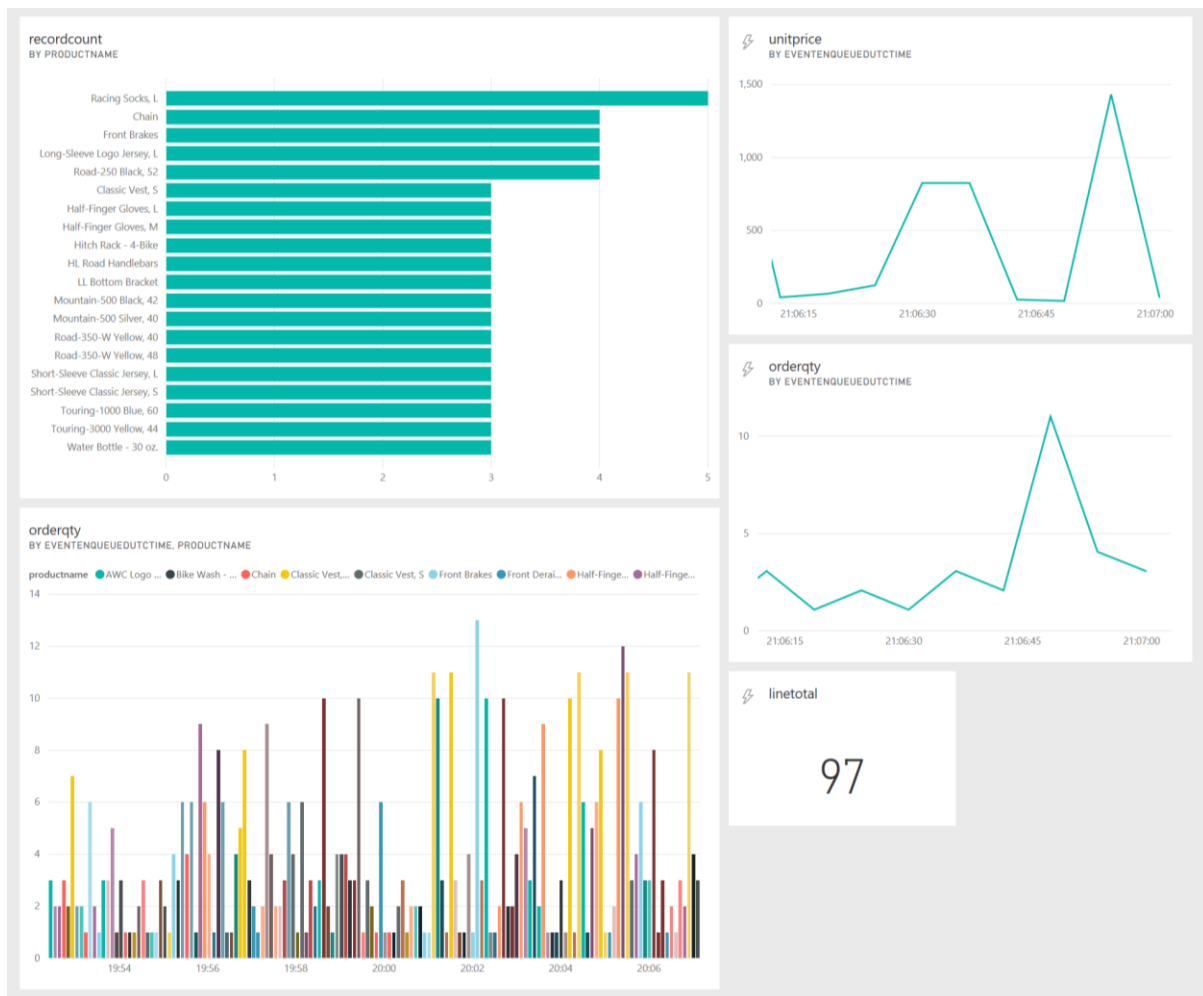 recordcount
BY PRODUCTNAME
Racing Socks, L
Chain
Front Brakes
Long-Sleeve Logo Jersey, L
Road-250 Black, 52
Classic Vest, S
Half-Finger Gloves, L
Half-Finger Gloves, M
Hitch Rack - 4-Bike
HL Road Handlebars
LL Bottom Bracket
Mountain-500 Black, 42
Mountain-500 Silver, 40
Road-350-W Yellow, 40
Road-350-W Yellow, 48
Short-Sleeve Classic Jersey, L
Short-Sleeve Classic Jersey, S
Touring-1000 Blue, 60
Touring-3000 Yellow, 44
Water Bottle - 30 oz.
0 1 2 3 4 5
unitprice
BY EVENTENQUEUEDUTCTIME
1,500
1,000
500
0
21:06:15 21:06:30 21:06:45 21:07:00
orderqty
BY EVENTENQUEUEDUTCTIME
10
5
0
21:06:15 21:06:30 21:06:45 21:07:00
orderqty
BY EVENTENQUEUEDUTCTIME, PRODUCTNAME
productname AWC Logo ... Bike Wash - ... Chain Classic Vest,... Classic Vest, S Front Brakes Front Derai... Half-Finge... Half-Finge...
14
12
10
8
6
4
2
0
19:54 19:56 19:58 20:00 20:02 20:04 20:06
linetotal
97